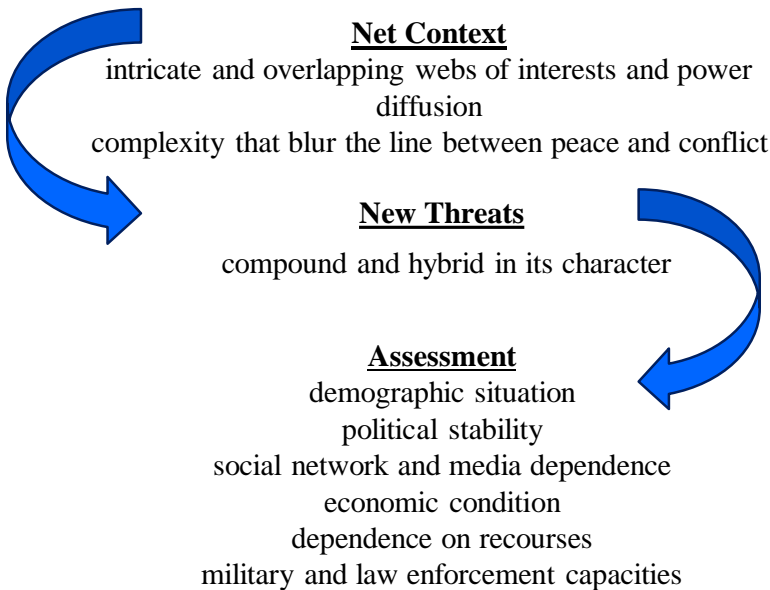 Net Context
intricate and overlapping webs of interests and power
diffusion
complexity that blur the line between peace and conflict
New Threats
compound and hybrid in its character
Assessment
demographic situation
political stability
social network and media dependence
economic condition
dependence on recourses
military and law enforcement capacities